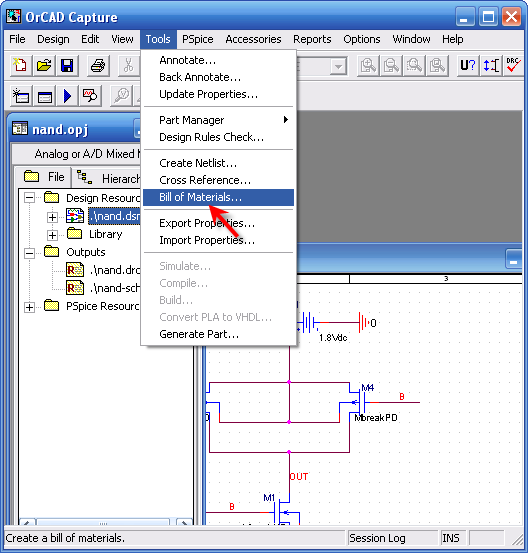 OrCAD Capture
File Design Edit View Tools PSpice Accessories Reports Options Window Help
U? DRC
Annotate...
Back Annotate...
Update Properties...
Part Manager
Design Rules Check...
Create Netlist...
Cross Reference...
Bill of Materials...
Export Properties...
Import Properties...
Simulate...
Compile...
Build...
Convert PLA to VHDL...
Generate Part...
nand.opj
Analog or A/D Mixed M
File Hierarch
Design Resour
.\nand.dsn
Library
Outputs
.\nand.drc
.\nand-sch
PSpice Resour
3
0
1.8Vdc
M4
B
MbreakPD
OUT
M1
B
Create a bill of materials.
Session Log
INS